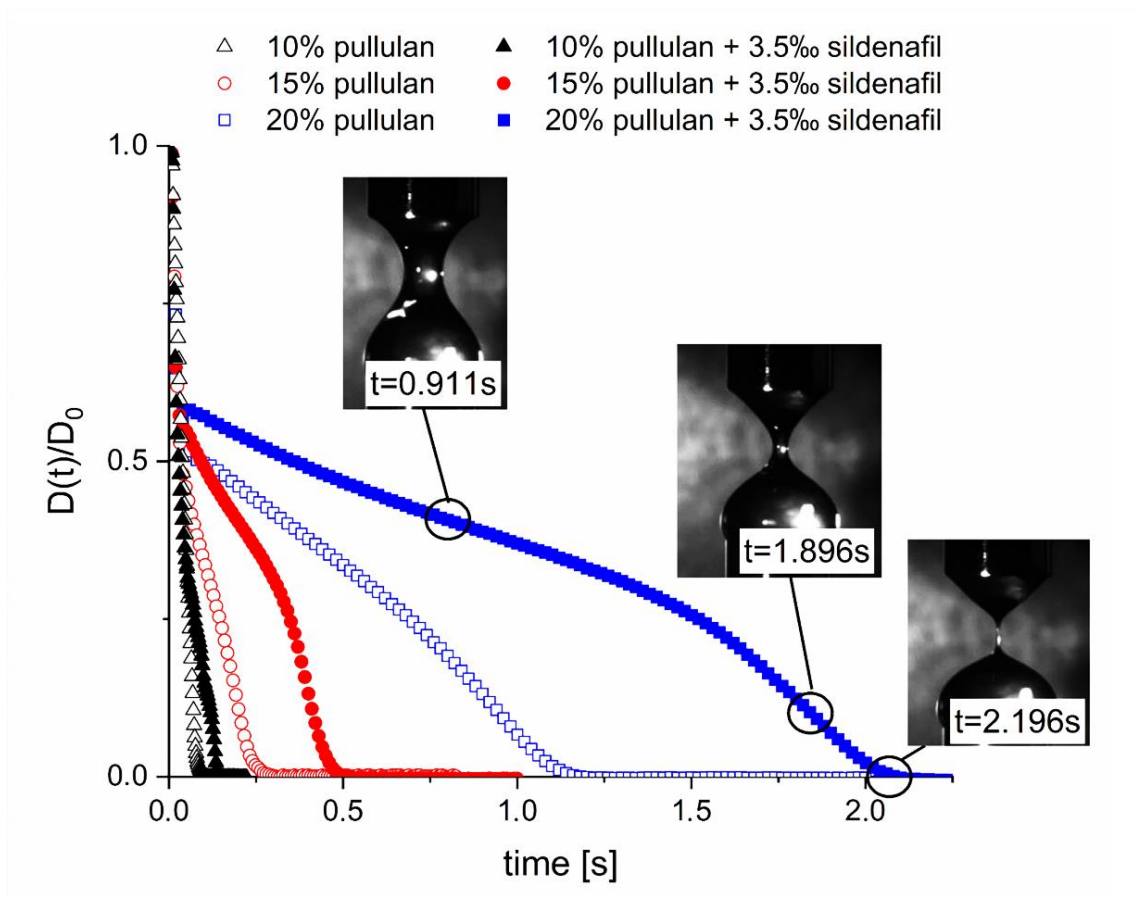 10% pullulan
10% pullulan + 3.5‰ sildenafil
15% pullulan
15% pullulan + 3.5‰ sildenafil
20% pullulan
20% pullulan + 3.5‰ sildenafil
1.0
t=0.911s
D(t)/D₀
0.5
t=1.896s
t=2.196s
0.0
0.0 0.5 1.0 1.5 2.0
time [s]